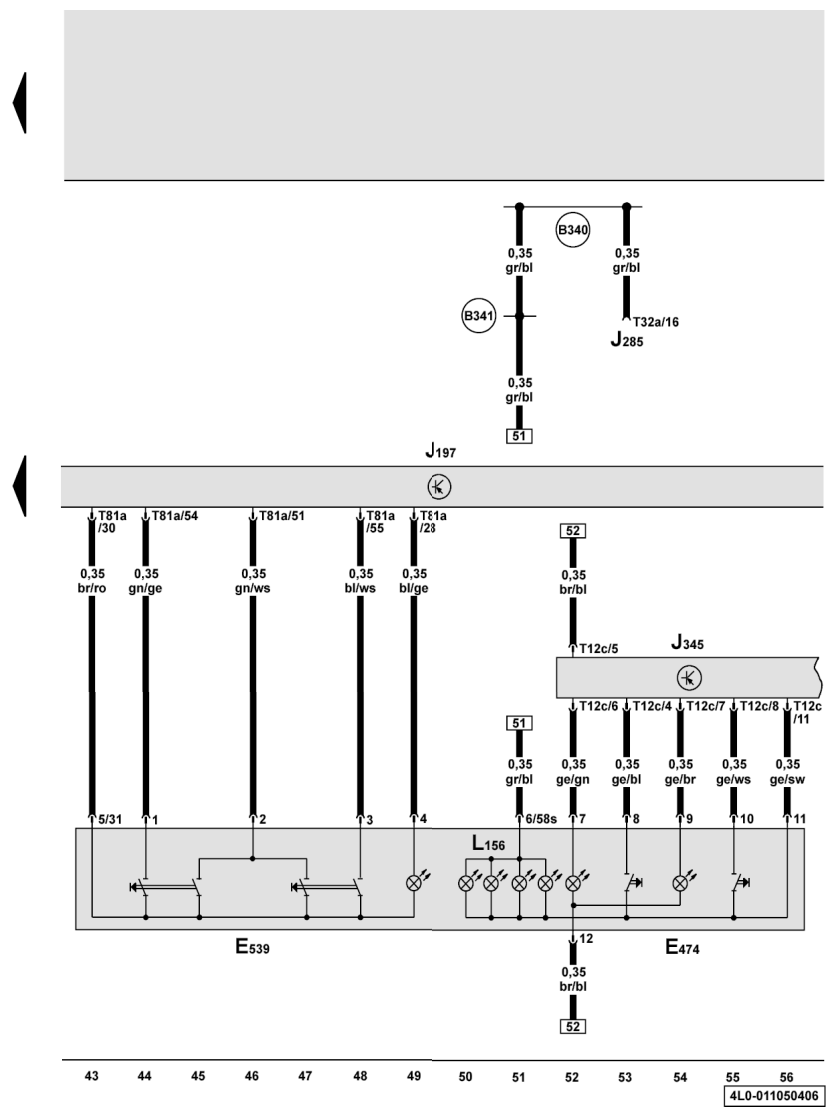 B340
0,35
gr/bl
0,35
gr/bl
B341
T32a/16
J285
0,35
gr/bl
51
J197
T81a
/30
T81a/54
T81a/51
T81a
/55
T81a
/28
52
0,35
br/ro
0,35
gn/ge
0,35
gn/ws
0,35
bl/ws
0,35
bl/ge
0,35
br/bl
T12c/5
J345
T12c/6
T12c/4
T12c/7
T12c/8
T12c
/11
51
0,35
gr/bl
0,35
ge/gn
0,35
ge/bl
0,35
ge/br
0,35
ge/ws
0,35
ge/sw
5/31
1
2
3
4
6/58s
7
8
9
10
11
L156
E539
12
E474
0,35
br/bl
52
43 44 45 46 47 48 49 50 51 52 53 54 55 56
4L0-011050406